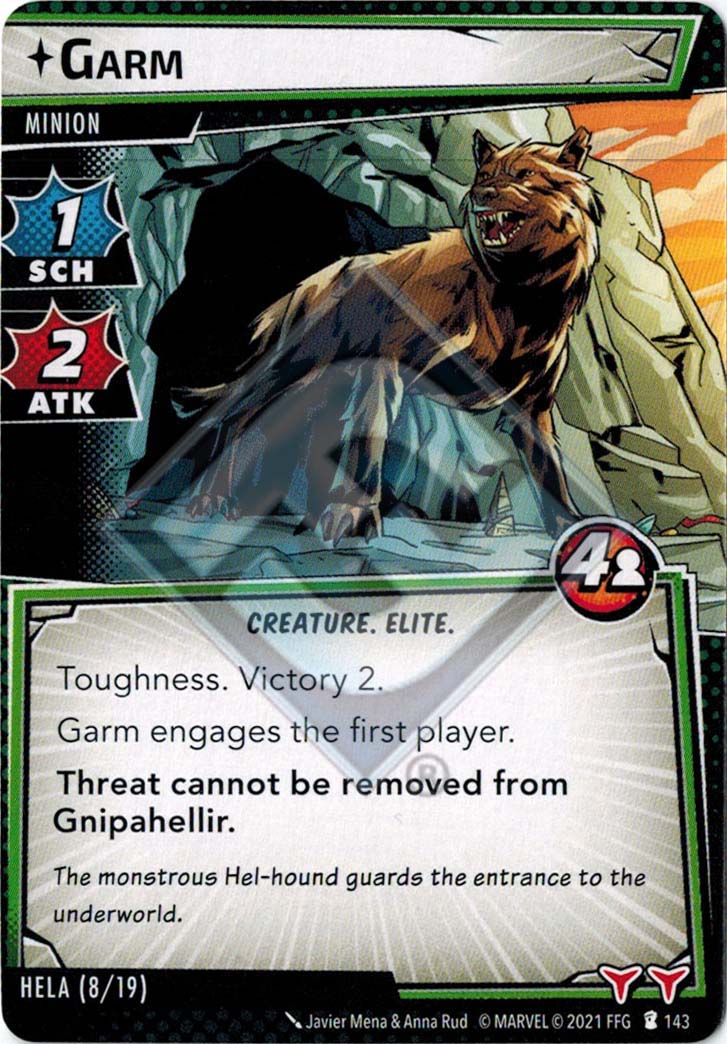 GARM
MINION
1
SCH
2
ATK
4
CREATURE. ELITE.
Toughness. Victory 2.
Garm engages the first player.
Threat cannot be removed from
Gnipahellir.
The monstrous Hel-hound guards the entrance to the
underworld.
HELA (8/19)
Javier Mena & Anna Rud © MARVEL © 2021 FFG 143